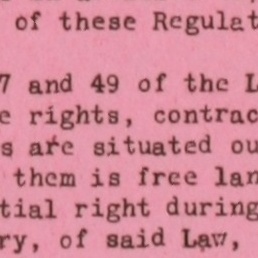 of these Regulat
7 and 49 of the L
e rights, contrac
s are situated ou
them is free lan
tial right during
ry, of said Law,